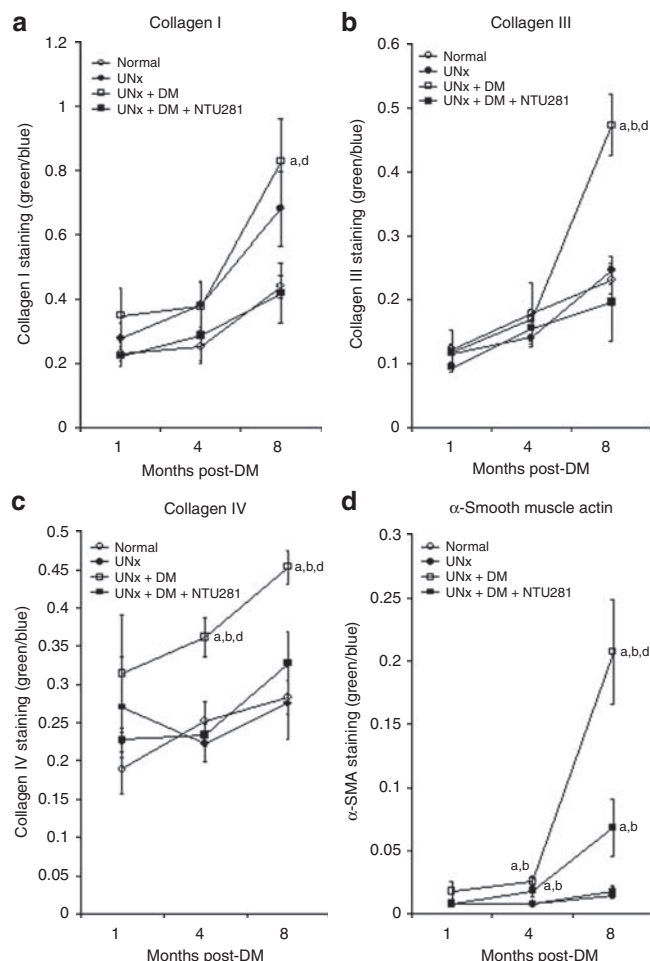 a
Collagen I
1.2
1
0.8
0.6
0.4
0.2
0
Collagen I staining (green/blue)
Normal
UNx
UNx + DM
UNx + DM + NTU281
a,d
1
4
8
Months post-DM
b
Collagen III
0.6
0.5
0.4
0.3
0.2
0.1
0
Collagen III staining (green/blue)
Normal
UNx
UNx + DM
UNx + DM + NTU281
a,b,d
1
4
8
Months post-DM
c
Collagen IV
0.5
0.45
0.4
0.35
0.3
0.25
0.2
0.15
0.1
0.05
0
Collagen IV staining (green/blue)
Normal
UNx
UNx + DM
UNx + DM + NTU281
a,b,d
a,b,d
1
4
8
Months post-DM
d
α-Smooth muscle actin
0.3
0.25
0.2
0.15
0.1
0.05
0
α-SMA staining (green/blue)
Normal
UNx
UNx + DM
UNx + DM + NTU281
a,b,d
a,b
a,b
a,b
1
4
8
Months post-DM